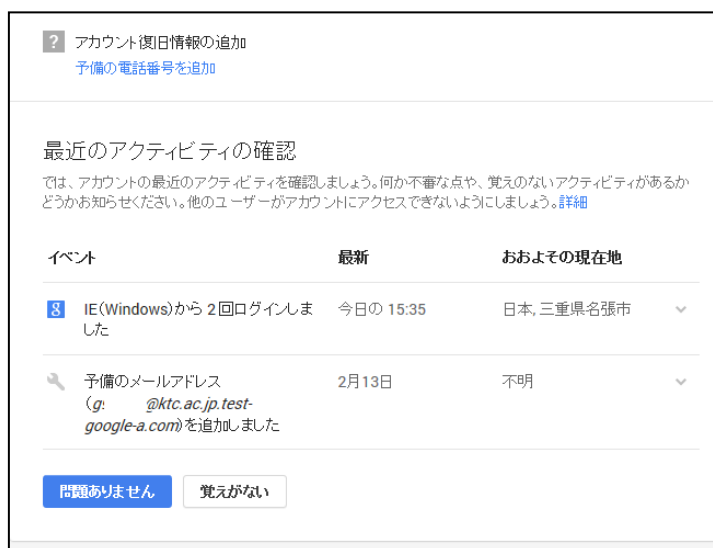 アカウント復旧情報の追加
予備の電話番号を追加
最近のアクティビティの確認
では、アカウントの最近のアクティビティを確認しましょう。何か不審な点や、覚えのないアクティビティがあるか
どうかお知らせください。他のユーザーがアカウントにアクセスできないようにしましょう。詳細
イベント 最新 おおよその現在地
IE(Windows)から 2 回ログインしま 今日の 15:35 日本, 三重県名張市
した
予備のメールアドレス 2月13日 不明
(g: @ktc.ac.jp.test-
google-a.com)を追加しました
問題ありません 覚えがない